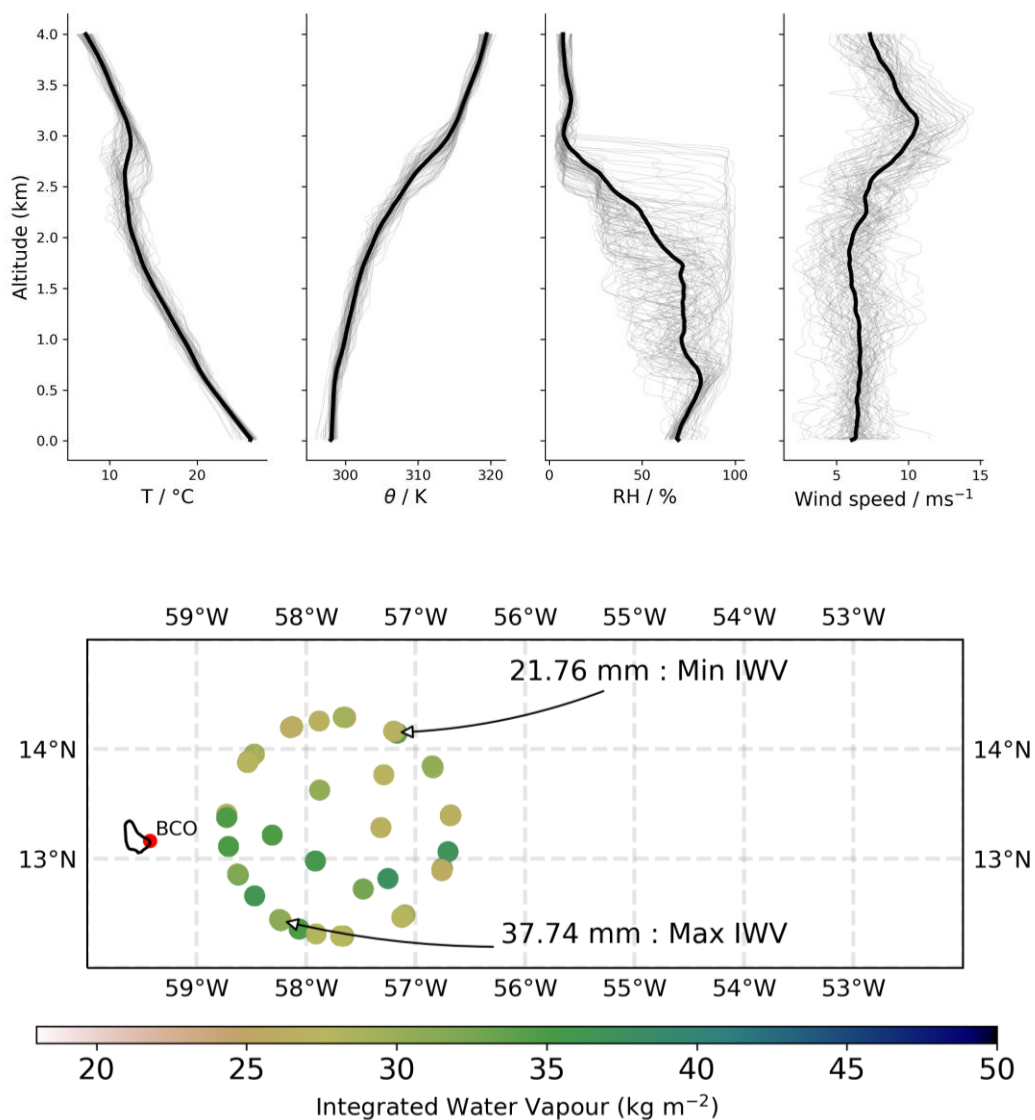 4.0
3.5
3.0
2.5
2.0
1.5
1.0
0.5
0.0
Altitude (km)
10 20
T / °C
300 310 320
θ / K
0 50 100
RH / %
5 10 15
Wind speed / ms⁻¹
59°W 58°W 57°W 56°W 55°W 54°W 53°W
21.76 mm : Min IWV
14°N 14°N
BCO
13°N 13°N
37.74 mm : Max IWV
59°W 58°W 57°W 56°W 55°W 54°W 53°W
20 25 30 35 40 45 50
Integrated Water Vapour (kg m⁻²)